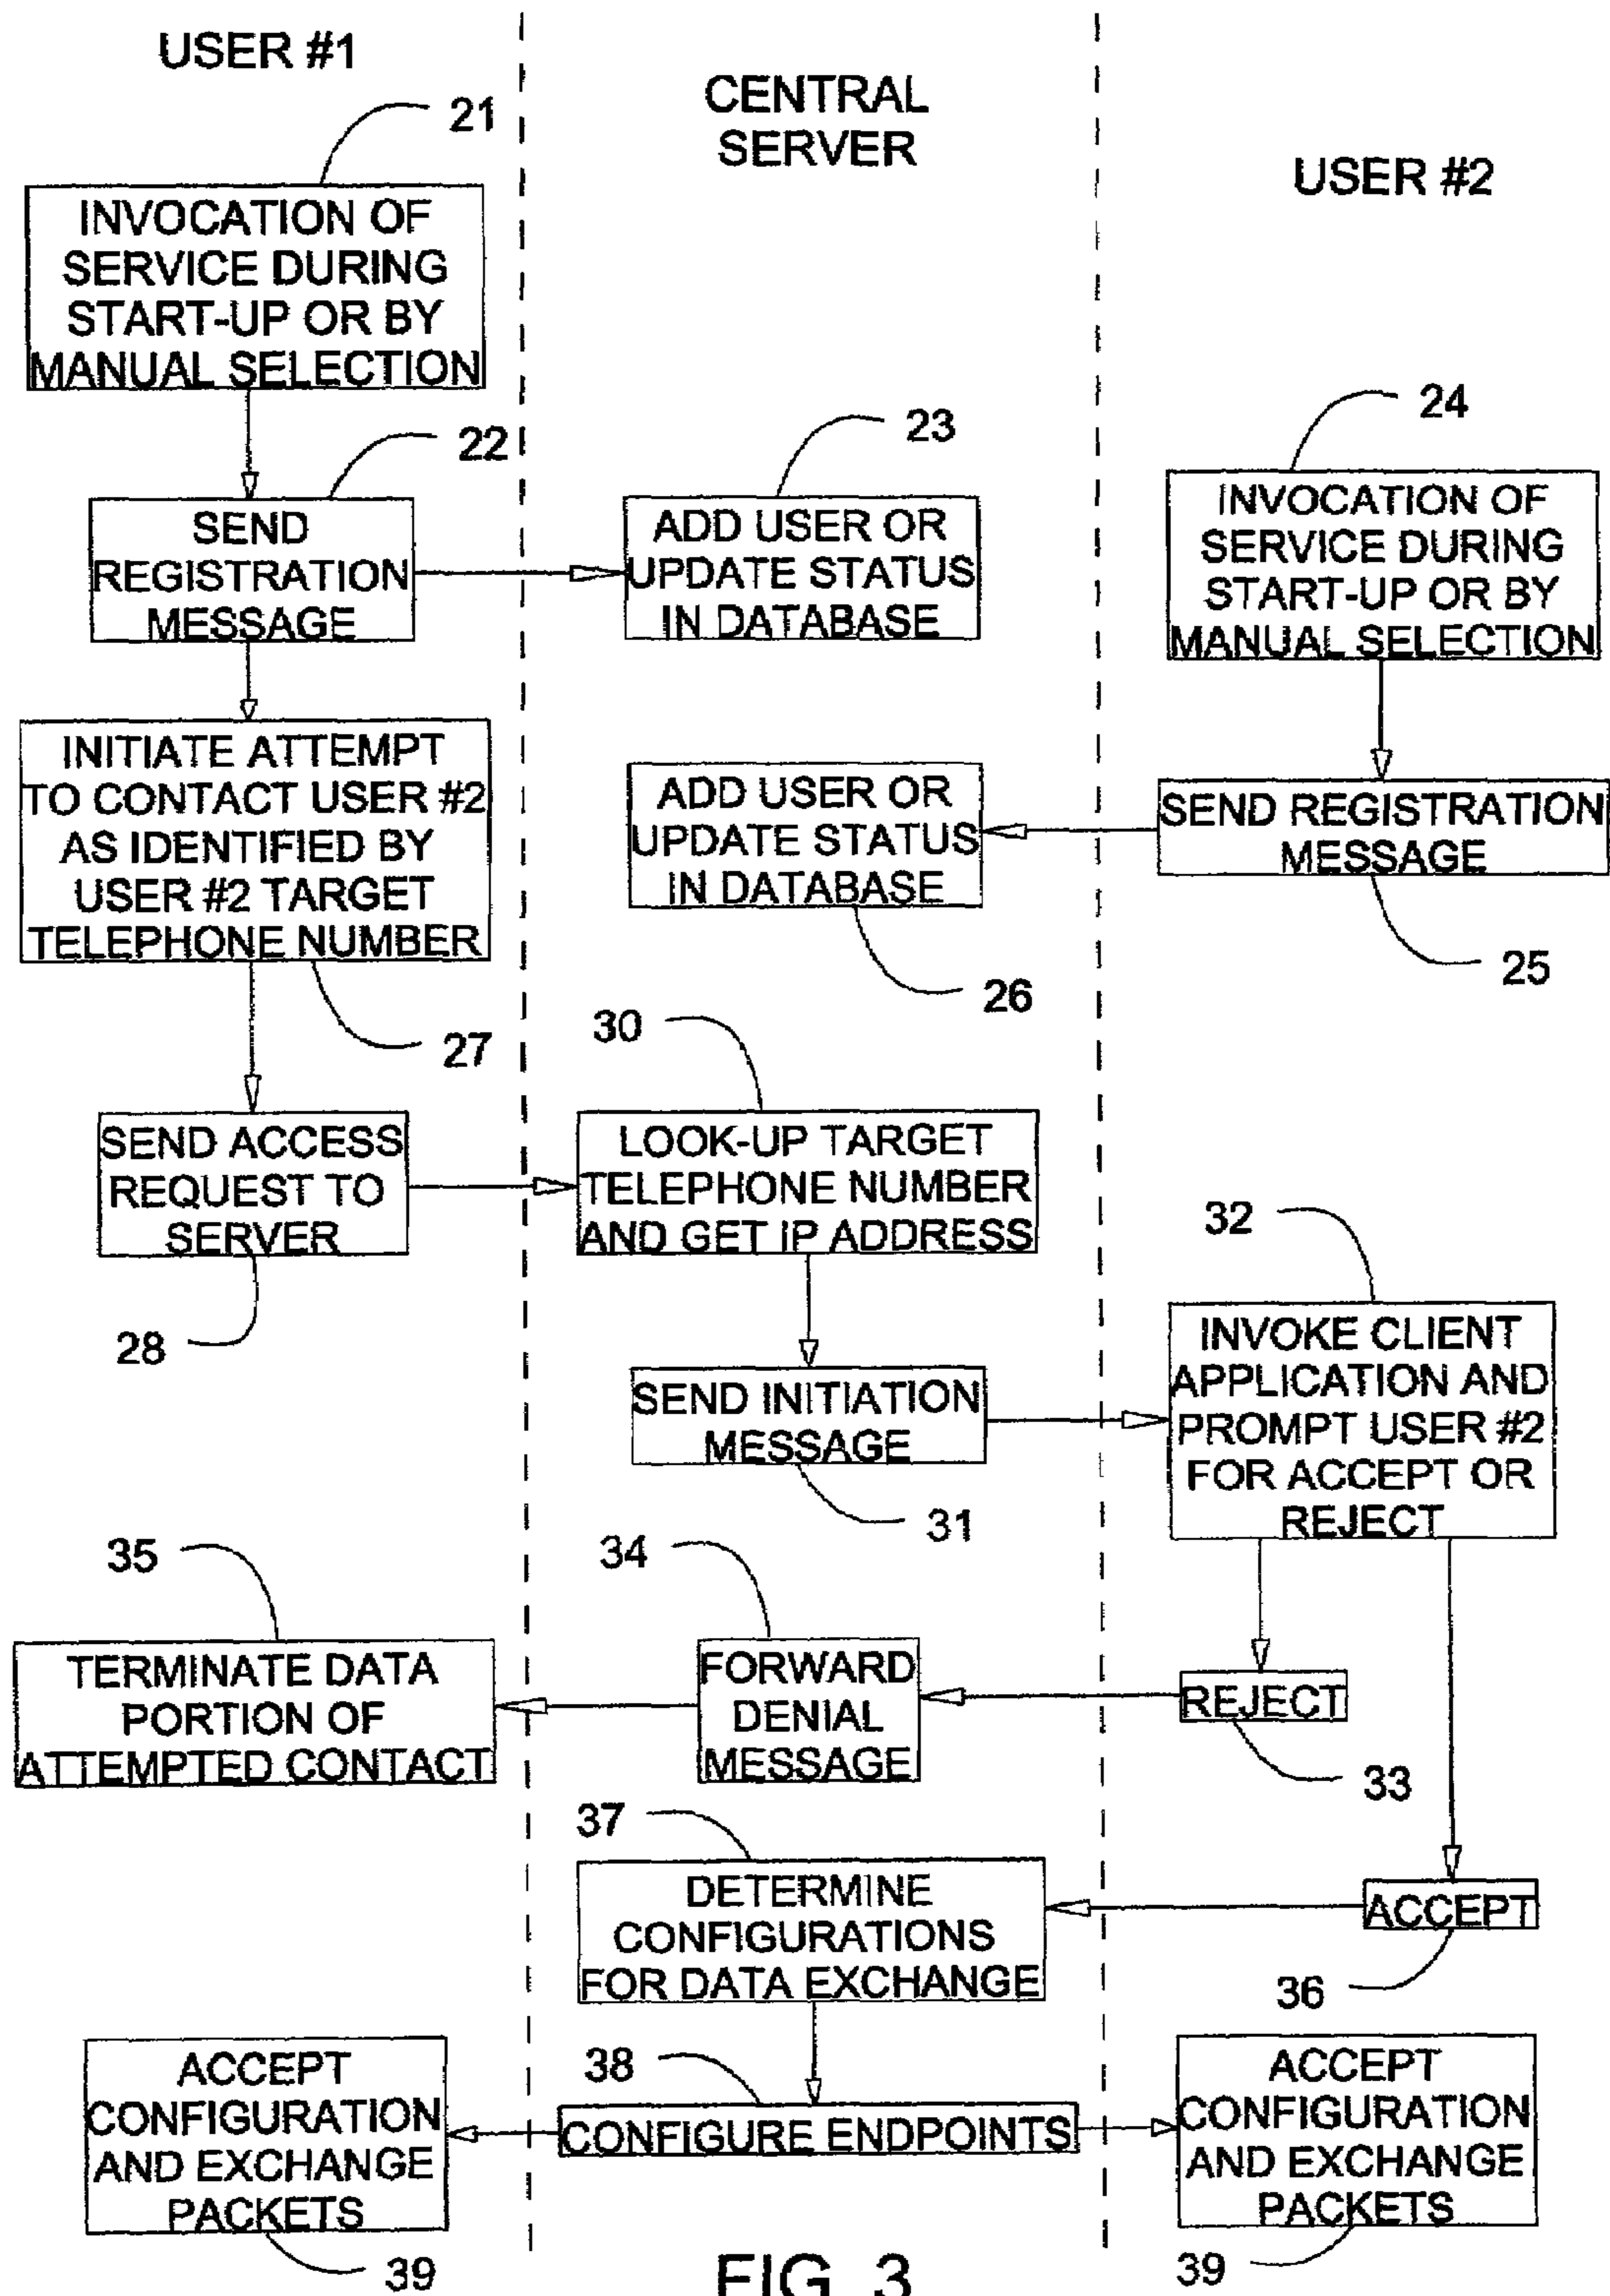 USER #1
CENTRAL
SERVER
USER #2
21
INVOCATION OF
SERVICE DURING
START-UP OR BY
MANUAL SELECTION
22
SEND
REGISTRATION
MESSAGE
23
ADD USER OR
UPDATE STATUS
IN DATABASE
24
INVOCATION OF
SERVICE DURING
START-UP OR BY
MANUAL SELECTION
INITIATE ATTEMPT
TO CONTACT USER #2
AS IDENTIFIED BY
USER #2 TARGET
TELEPHONE NUMBER
27
ADD USER OR
UPDATE STATUS
IN DATABASE
26
SEND REGISTRATION
MESSAGE
25
SEND ACCESS
REQUEST TO
SERVER
28
30
LOOK-UP TARGET
TELEPHONE NUMBER
AND GET IP ADDRESS
SEND INITIATION
MESSAGE
31
32
INVOKE CLIENT
APPLICATION AND
PROMPT USER #2
FOR ACCEPT OR
REJECT
35
TERMINATE DATA
PORTION OF
ATTEMPTED CONTACT
34
FORWARD
DENIAL
MESSAGE
REJECT
33
37
DETERMINE
CONFIGURATIONS
FOR DATA EXCHANGE
ACCEPT
36
ACCEPT
CONFIGURATION
AND EXCHANGE
PACKETS
39
38
CONFIGURE ENDPOINTS
ACCEPT
CONFIGURATION
AND EXCHANGE
PACKETS
39
FIG. 3